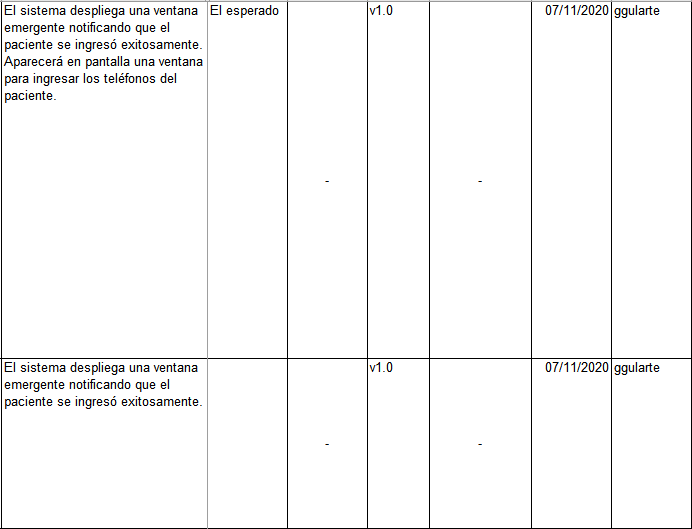 El sistema despliega una ventana
emergente notificando que el
paciente se ingresó exitosamente.
Aparecerá en pantalla una ventana
para ingresar los teléfonos del
paciente.
El esperado
-
v1.0
-
07/11/2020
ggularte
El sistema despliega una ventana
emergente notificando que el
paciente se ingresó exitosamente.
-
v1.0
-
07/11/2020
ggularte